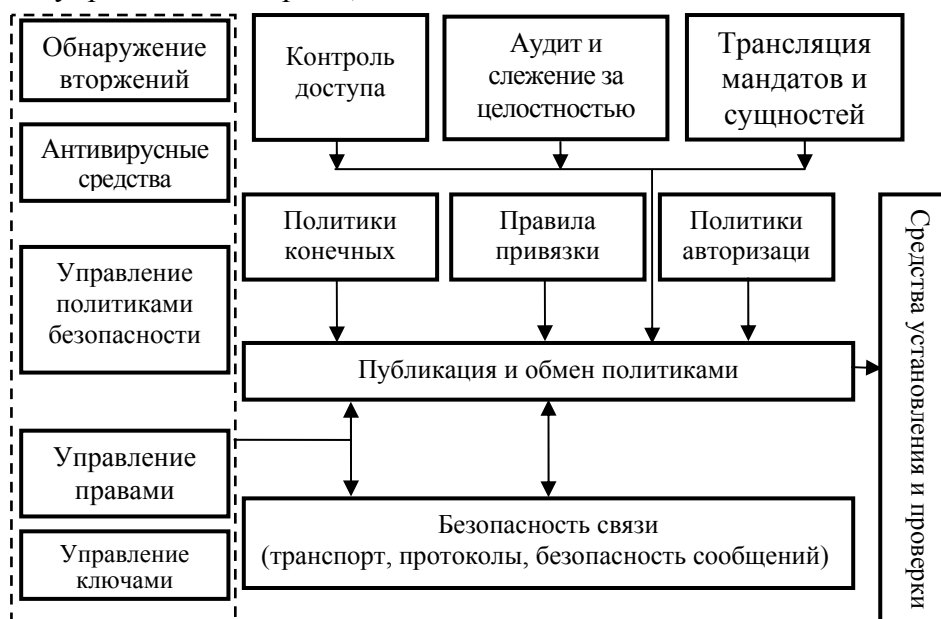 Обнаружение
вторжений
Антивирусные
средства
Управление
политиками
безопасности
Управление
правами
Управление
ключами
Контроль
доступа
Аудит и
слежение за
целостностью
Трансляция
мандатов и
сущностей
Политики
конечных
Правила
привязки
Политики
авторизаци
Публикация и обмен политиками
Безопасность связи
(транспорт, протоколы, безопасность сообщений)
Средства установления и проверки